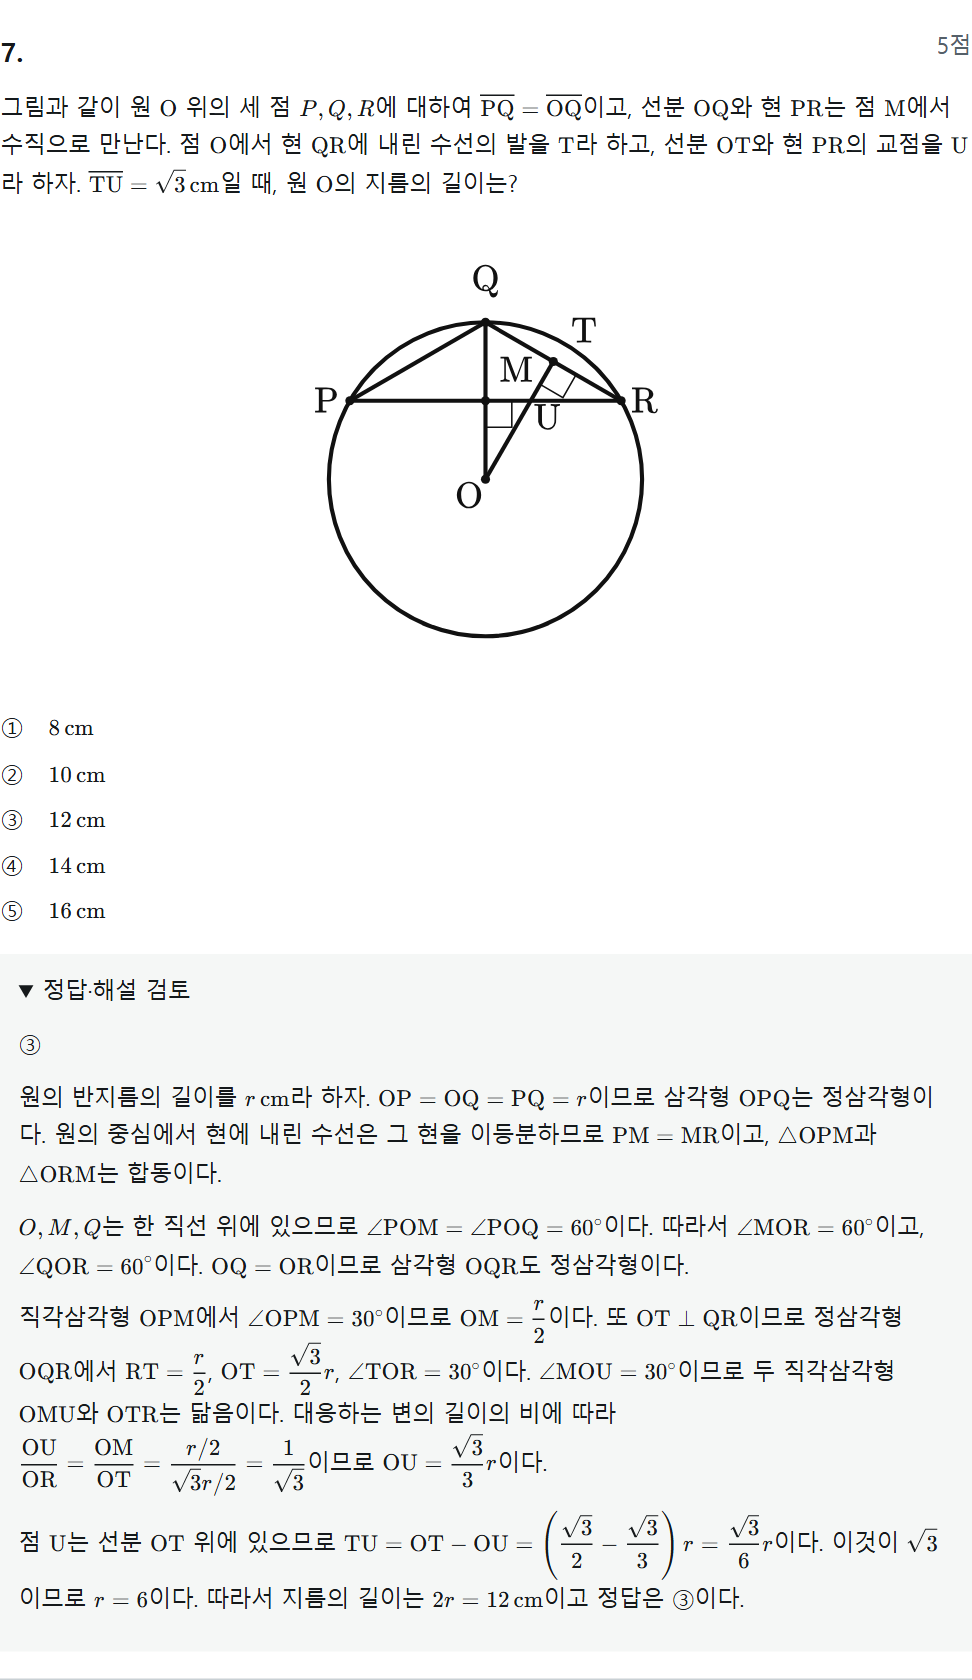 7.
5점
그림과 같이 원 O 위의 세 점 P, Q, R에 대하여 \overline{PQ} = \overline{OQ}이고, 선분 OQ와 현 PR는 점 M에서
수직으로 만난다. 점 O에서 현 QR에 내린 수선의 발을 T라 하고, 선분 OT와 현 PR의 교점을 U
라 하자. \overline{TU} = √3 cm일 때, 원 O의 지름의 길이는?
Q
T
M
P
R
U
O
① 8 cm
② 10 cm
③ 12 cm
④ 14 cm
⑤ 16 cm
▼ 정답·해설 검토
③
원의 반지름의 길이를 r cm라 하자. OP = OQ = PQ = r이므로 삼각형 OPQ는 정삼각형이
다. 원의 중심에서 현에 내린 수선은 그 현을 이등분하므로 PM = MR이고, △OPM과
△ORM는 합동이다.
O, M, Q는 한 직선 위에 있으므로 ∠POM = ∠POQ = 60°이다. 따라서 ∠MOR = 60°이고,
∠QOR = 60°이다. OQ = OR이므로 삼각형 OQR도 정삼각형이다.
직각삼각형 OPM에서 ∠OPM = 30°이므로 OM = \frac{r}{2}이다. 또 OT ⊥ QR이므로 정삼각형
OQR에서 RT = \frac{r}{2}, OT = \frac{√3}{2}r, ∠TOR = 30°이다. ∠MOU = 30°이므로 두 직각삼각형
OMU와 OTR는 닮음이다. 대응하는 변의 길이의 비에 따라
\frac{OU}{OR} = \frac{OM}{OT} = \frac{r/2}{√3r/2} = \frac{1}{√3}이므로 OU = \frac{√3}{3}r이다.
점 U는 선분 OT 위에 있으므로 TU = OT − OU = (\frac{√3}{2} − \frac{√3}{3}) r = \frac{√3}{6}r이다. 이것이 √3
이므로 r = 6이다. 따라서 지름의 길이는 2r = 12 cm이고 정답은 ③이다.